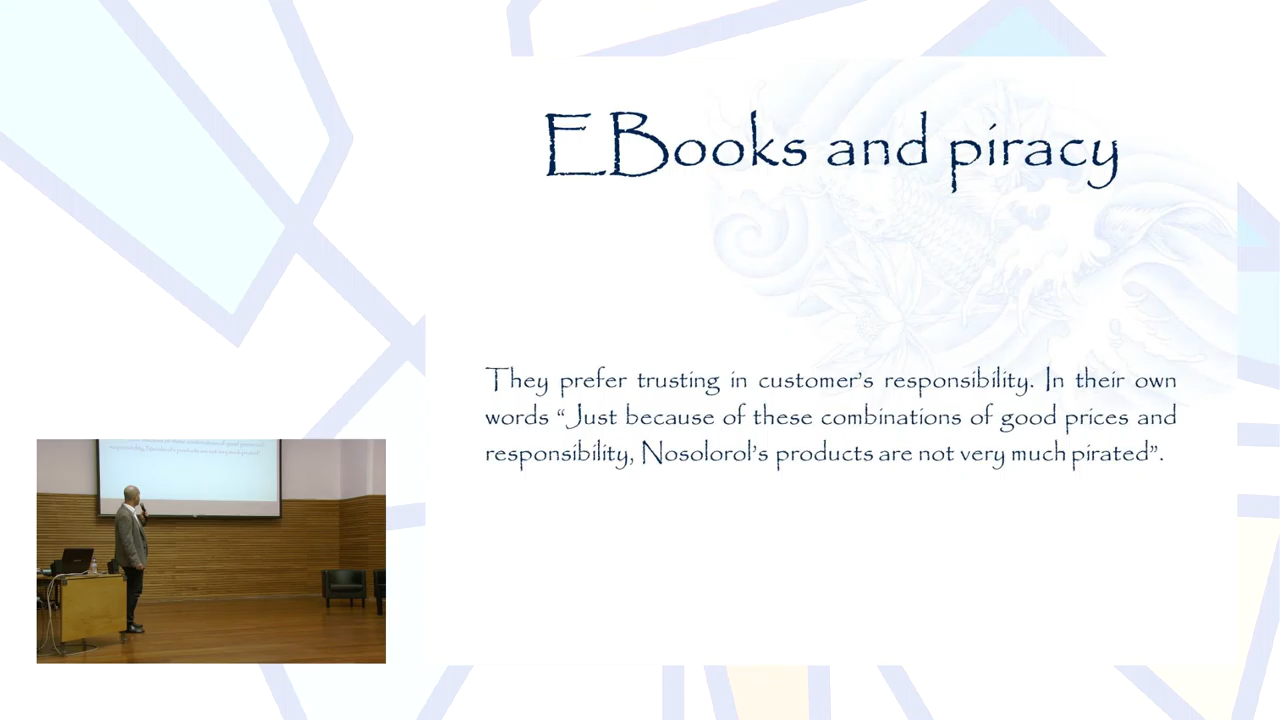 EBooks and piracy
They prefer trusting in customer's responsibility. In their own
words “Just because of these combinations of good prices and
responsibility, Nosolorol's products are not very much pirated”.